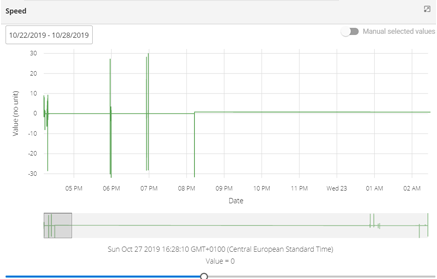 Speed
10/22/2019 - 10/28/2019
Manual selected values
30
20
10
0
-10
-20
-30
Value (no unit)
05 PM 06 PM 07 PM 08 PM 09 PM 10 PM 11 PM Wed 23 01 AM 02 AM
Date
Sun Oct 27 2019 16:28:10 GMT+0100 (Central European Standard Time)
Value = 0